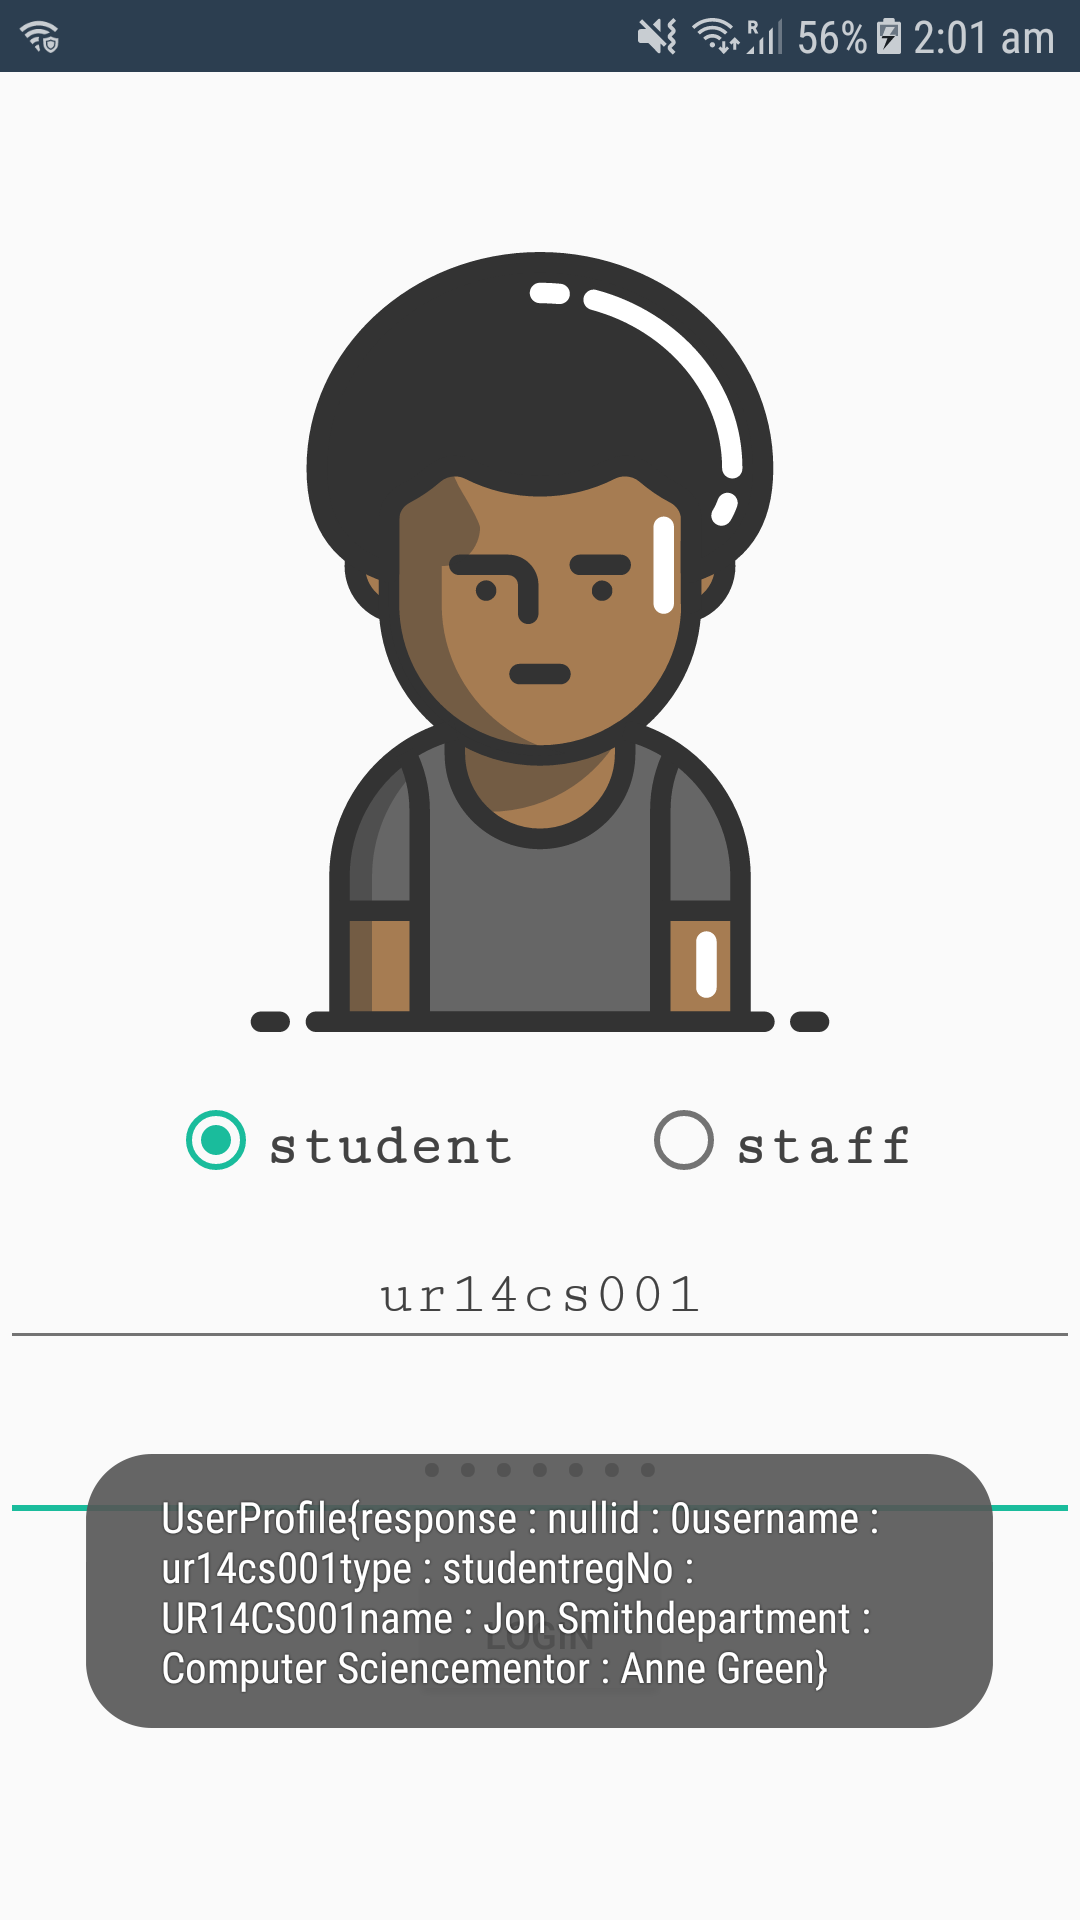 R 56% 2:01 am
student staff
ur14cs001
UserProfile{response : nullid : 0username :
ur14cs001type : studentregNo :
UR14CS001name : Jon Smithdepartment :
LOGIN
Computer Sciencementor : Anne Green}